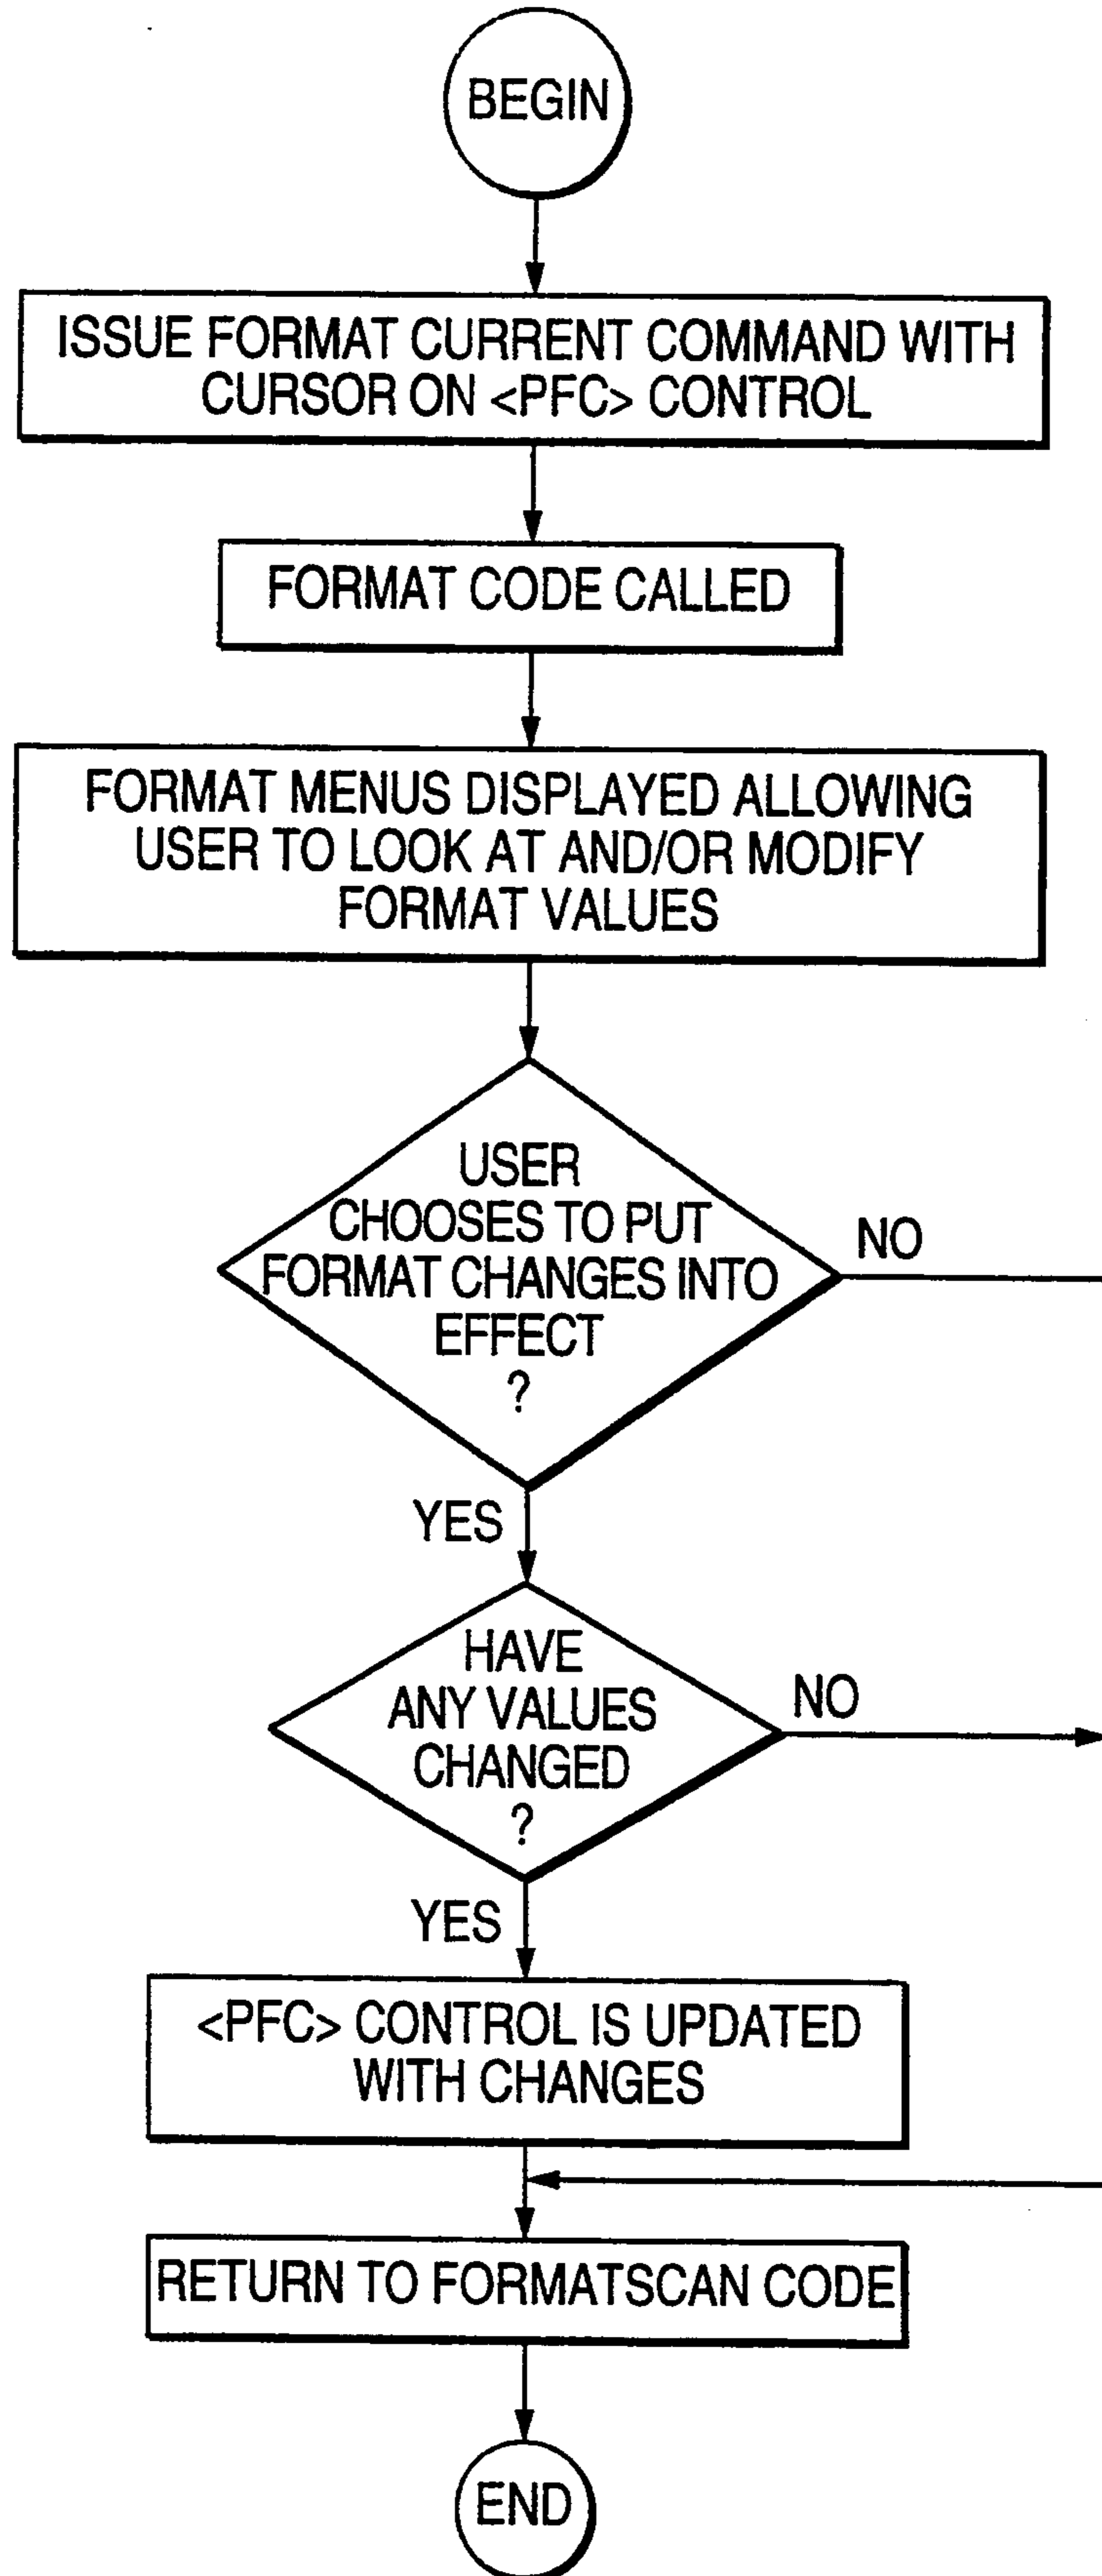 BEGIN
ISSUE FORMAT CURRENT COMMAND WITH
CURSOR ON <PFC> CONTROL
FORMAT CODE CALLED
FORMAT MENUS DISPLAYED ALLOWING
USER TO LOOK AT AND/OR MODIFY
FORMAT VALUES
USER
CHOOSES TO PUT
FORMAT CHANGES INTO
EFFECT
?
NO
YES
HAVE
ANY VALUES
CHANGED
?
NO
YES
<PFC> CONTROL IS UPDATED
WITH CHANGES
RETURN TO FORMATSCAN CODE
END